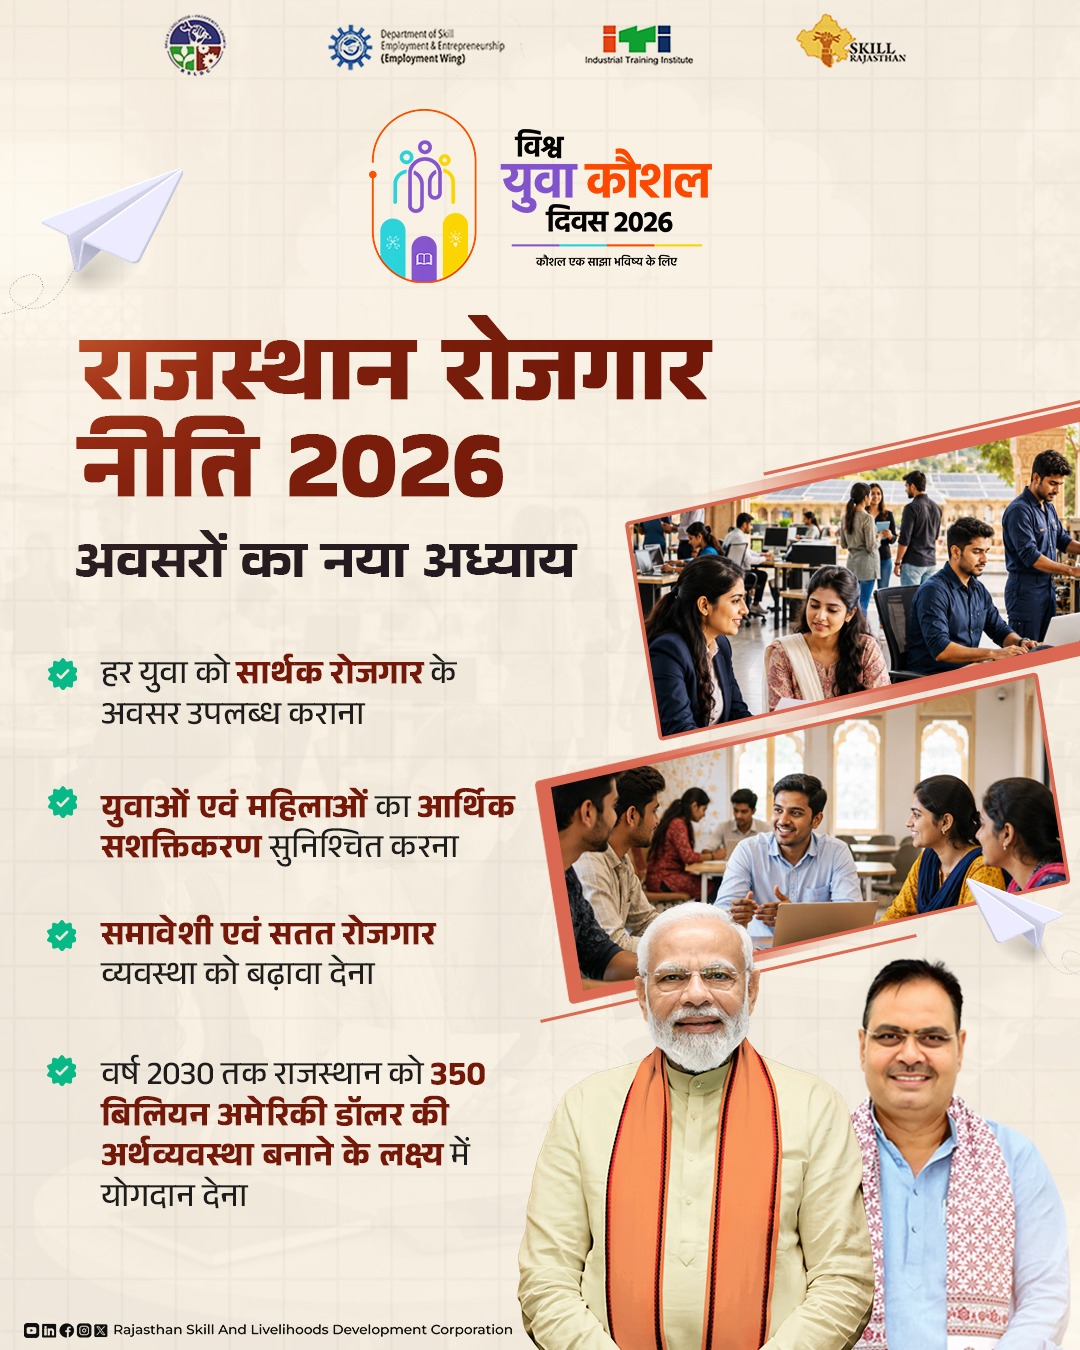 RSLDC
Department of Skill
Employment & Entrepreneurship
(Employment Wing)
iTi
Industrial Training Institute
SKILL
RAJASTHAN
विश्व
युवा कौशल
दिवस 2026
कौशल एक साझा भविष्य के लिए
राजस्थान रोजगार
नीति 2026
अवसरों का नया अध्याय
हर युवा को सार्थक रोजगार के
अवसर उपलब्ध कराना
युवाओं एवं महिलाओं का आर्थिक
सशक्तिकरण सुनिश्चित करना
समावेशी एवं सतत रोजगार
व्यवस्था को बढ़ावा देना
वर्ष 2030 तक राजस्थान को 350
बिलियन अमेरिकी डॉलर की
अर्थव्यवस्था बनाने के लक्ष्य में
योगदान देना
Rajasthan Skill And Livelihoods Development Corporation